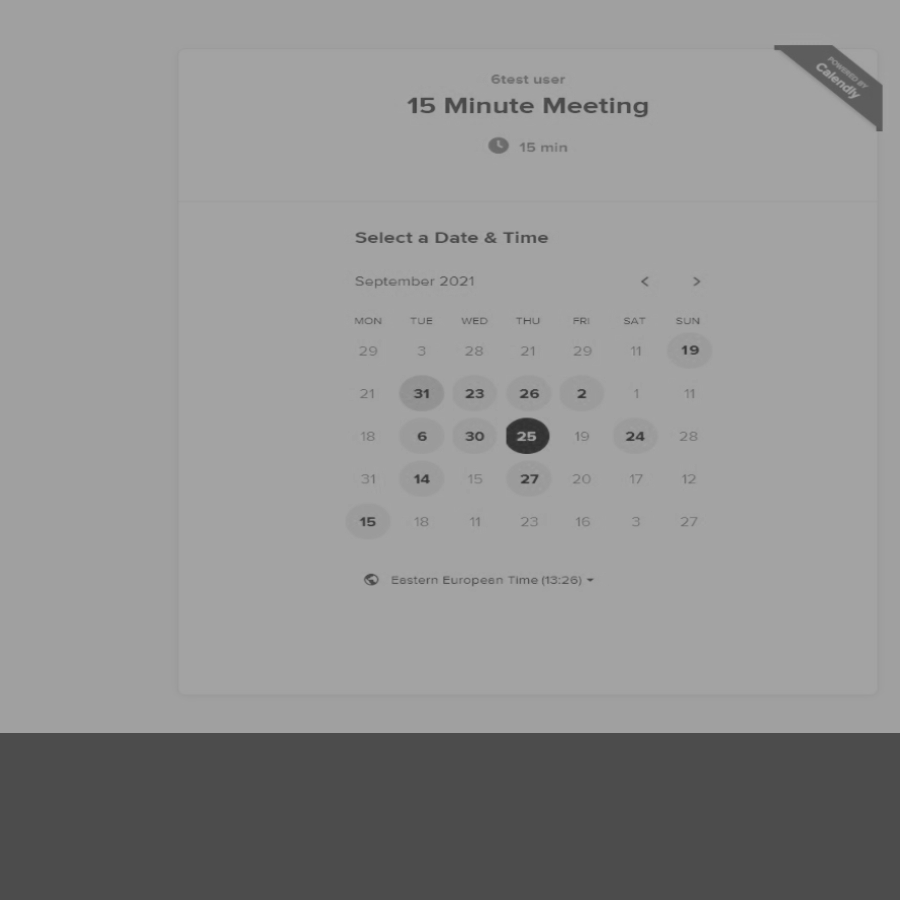 POWERED BY
Calendly
6test user
15 Minute Meeting
15 min
Select a Date & Time
September 2021
MON TUE WED THU FRI SAT SUN
29 3 28 21 29 11 19
21 31 23 26 2 1 11
18 6 30 25 19 24 28
31 14 15 27 20 17 12
15 18 11 23 16 3 27
Eastern European Time (13:26)